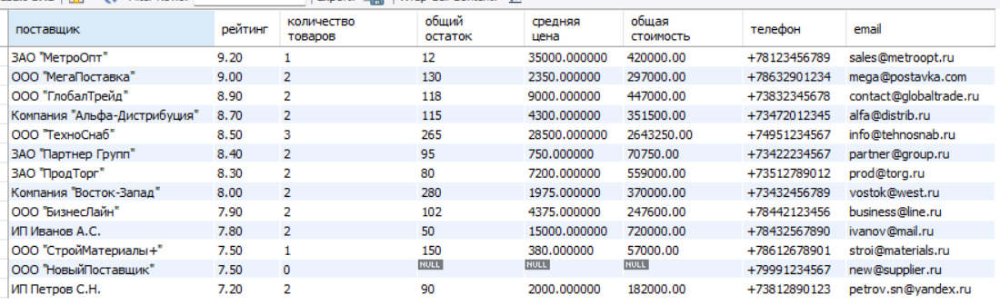 поставщик рейтинг количество товаров общий остаток средняя цена общая стоимость телефон email
ЗАО "МетроОпт" 9.20 1 12 35000.000000 420000.00 +78123456789 sales@metroopt.ru
ООО "МегаПоставка" 9.00 2 130 2350.000000 297000.00 +78632901234 mega@postavka.com
ООО "ГлобалТрейд" 8.90 2 118 9000.000000 447000.00 +73832345678 contact@globaltrade.ru
Компания "Альфа-Дистрибуция" 8.70 2 115 4300.000000 351500.00 +73472012345 alfa@distrib.ru
ООО "ТехноСнаб" 8.50 3 265 28500.000000 2643250.00 +74951234567 info@tehnosnab.ru
ЗАО "Партнер Групп" 8.40 2 95 750.000000 70750.00 +73422234567 partner@group.ru
ЗАО "ПродТорг" 8.30 2 80 7200.000000 559000.00 +73512789012 prod@torg.ru
Компания "Восток-Запад" 8.00 2 280 1975.000000 370000.00 +73432456789 vostok@west.ru
ООО "БизнесЛайн" 7.90 2 102 4375.000000 247600.00 +78442123456 business@line.ru
ИП Иванов А.С. 7.80 2 50 15000.000000 720000.00 +78432567890 ivanov@mail.ru
ООО "СтройМатериалы+" 7.50 1 150 380.000000 57000.00 +78612678901 stroi@materials.ru
ООО "НовыйПоставщик" 7.50 0 NULL NULL NULL +79991234567 new@supplier.ru
ИП Петров С.Н. 7.20 2 90 2000.000000 182000.00 +73812890123 petrov.sn@yandex.ru